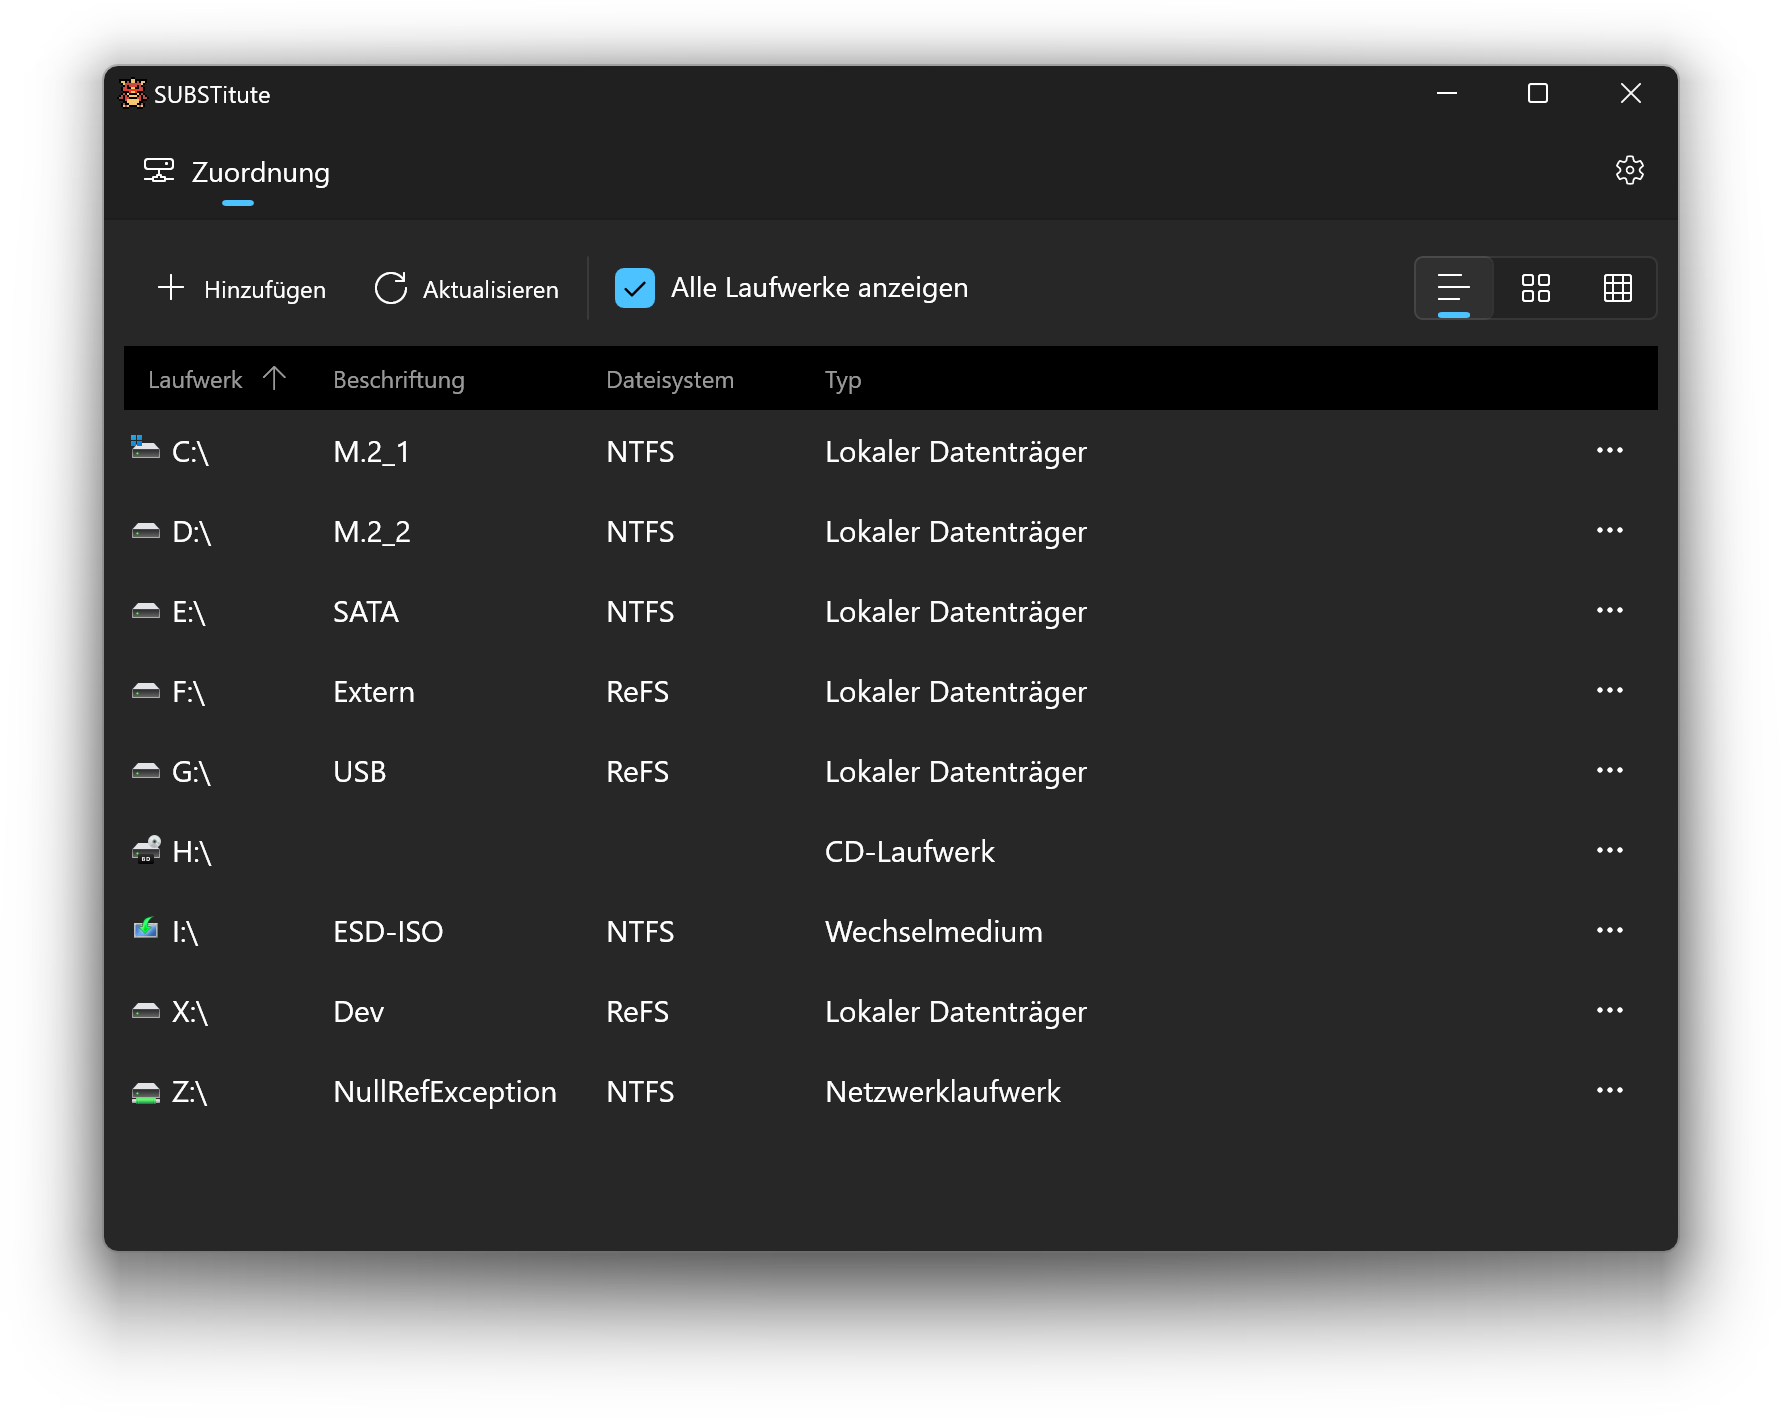 SUBSTitute
Zuordnung
Hinzufügen Aktualisieren Alle Laufwerke anzeigen
Laufwerk Beschriftung Dateisystem Typ
C:\ M.2_1 NTFS Lokaler Datenträger
D:\ M.2_2 NTFS Lokaler Datenträger
E:\ SATA NTFS Lokaler Datenträger
F:\ Extern ReFS Lokaler Datenträger
G:\ USB ReFS Lokaler Datenträger
H:\ CD-Laufwerk
I:\ ESD-ISO NTFS Wechselmedium
X:\ Dev ReFS Lokaler Datenträger
Z:\ NullRefException NTFS Netzwerklaufwerk